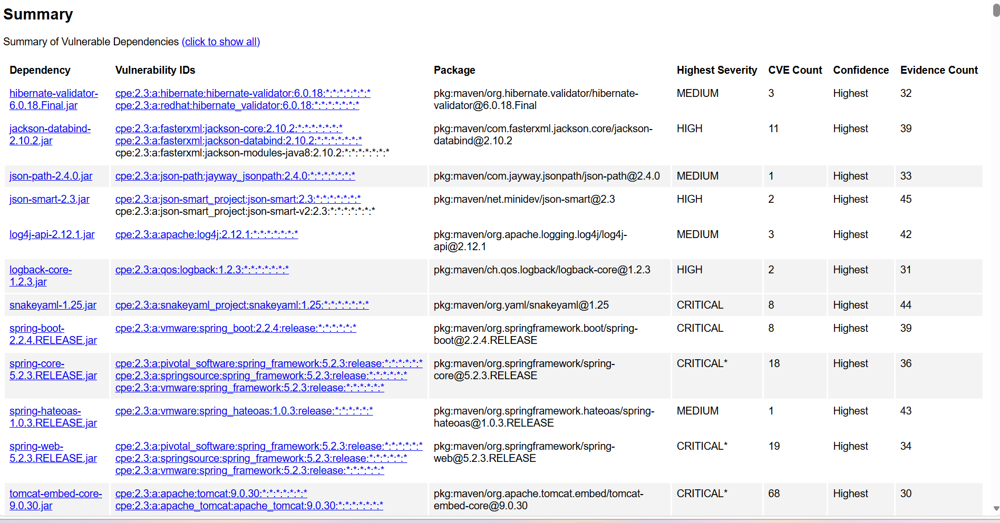 Summary
Summary of Vulnerable Dependencies (click to show all)
Dependency Vulnerability IDs Package Highest Severity CVE Count Confidence Evidence Count
hibernate-validator- cpe:2.3:a:hibernate:hibernate-validator:6.0.18:*:*:*:*:*:*:* pkg:maven/org.hibernate.validator/hibernate- MEDIUM 3 Highest 32
6.0.18.Final.jar cpe:2.3:a:redhat:hibernate_validator:6.0.18:*:*:*:*:*:*:* validator@6.0.18.Final
jackson-databind- cpe:2.3:a:fasterxml:jackson-core:2.10.2:*:*:*:*:*:*:* pkg:maven/com.fasterxml.jackson.core/jackson- HIGH 11 Highest 39
2.10.2.jar cpe:2.3:a:fasterxml:jackson-databind:2.10.2:*:*:*:*:*:*:* databind@2.10.2
cpe:2.3:a:fasterxml:jackson-modules-java8:2.10.2:*:*:*:*:*:*:*
json-path-2.4.0.jar cpe:2.3:a:json-path:jayway_jsonpath:2.4.0:*:*:*:*:*:*:* pkg:maven/com.jayway.jsonpath/json-path@2.4.0 MEDIUM 1 Highest 33
json-smart-2.3.jar cpe:2.3:a:json-smart_project:json-smart:2.3:*:*:*:*:*:*:* pkg:maven/net.minidev/json-smart@2.3 HIGH 2 Highest 45
cpe:2.3:a:json-smart_project:json-smart-v2:2.3:*:*:*:*:*:*:*
log4j-api-2.12.1.jar cpe:2.3:a:apache:log4j:2.12.1:*:*:*:*:*:*:* pkg:maven/org.apache.logging.log4j/log4j- MEDIUM 3 Highest 42
api@2.12.1
logback-core- cpe:2.3:a:qos:logback:1.2.3:*:*:*:*:*:*:* pkg:maven/ch.qos.logback/logback-core@1.2.3 HIGH 2 Highest 31
1.2.3.jar
snakeyaml-1.25.jar cpe:2.3:a:snakeyaml_project:snakeyaml:1.25:*:*:*:*:*:*:* pkg:maven/org.yaml/snakeyaml@1.25 CRITICAL 8 Highest 44
spring-boot- cpe:2.3:a:vmware:spring_boot:2.2.4:release:*:*:*:*:*:* pkg:maven/org.springframework.boot/spring- CRITICAL 8 Highest 39
2.2.4.RELEASE.jar boot@2.2.4.RELEASE
spring-core- cpe:2.3:a:pivotal_software:spring_framework:5.2.3:release:*:*:*:*:*:* pkg:maven/org.springframework/spring- CRITICAL* 18 Highest 36
5.2.3.RELEASE.jar cpe:2.3:a:springsource:spring_framework:5.2.3:release:*:*:*:*:*:* core@5.2.3.RELEASE
cpe:2.3:a:vmware:spring_framework:5.2.3:release:*:*:*:*:*:*
spring-hateoas- cpe:2.3:a:vmware:spring_hateoas:1.0.3:release:*:*:*:*:*:* pkg:maven/org.springframework.hateoas/spring- MEDIUM 1 Highest 43
1.0.3.RELEASE.jar hateoas@1.0.3.RELEASE
spring-web- cpe:2.3:a:pivotal_software:spring_framework:5.2.3:release:*:*:*:*:*:* pkg:maven/org.springframework/spring- CRITICAL* 19 Highest 34
5.2.3.RELEASE.jar cpe:2.3:a:springsource:spring_framework:5.2.3:release:*:*:*:*:*:* web@5.2.3.RELEASE
cpe:2.3:a:vmware:spring_framework:5.2.3:release:*:*:*:*:*:*
tomcat-embed-core- cpe:2.3:a:apache:tomcat:9.0.30:*:*:*:*:*:*:* pkg:maven/org.apache.tomcat.embed/tomcat- CRITICAL* 68 Highest 30
9.0.30.jar cpe:2.3:a:apache_tomcat:apache_tomcat:9.0.30:*:*:*:*:*:*:* embed-core@9.0.30